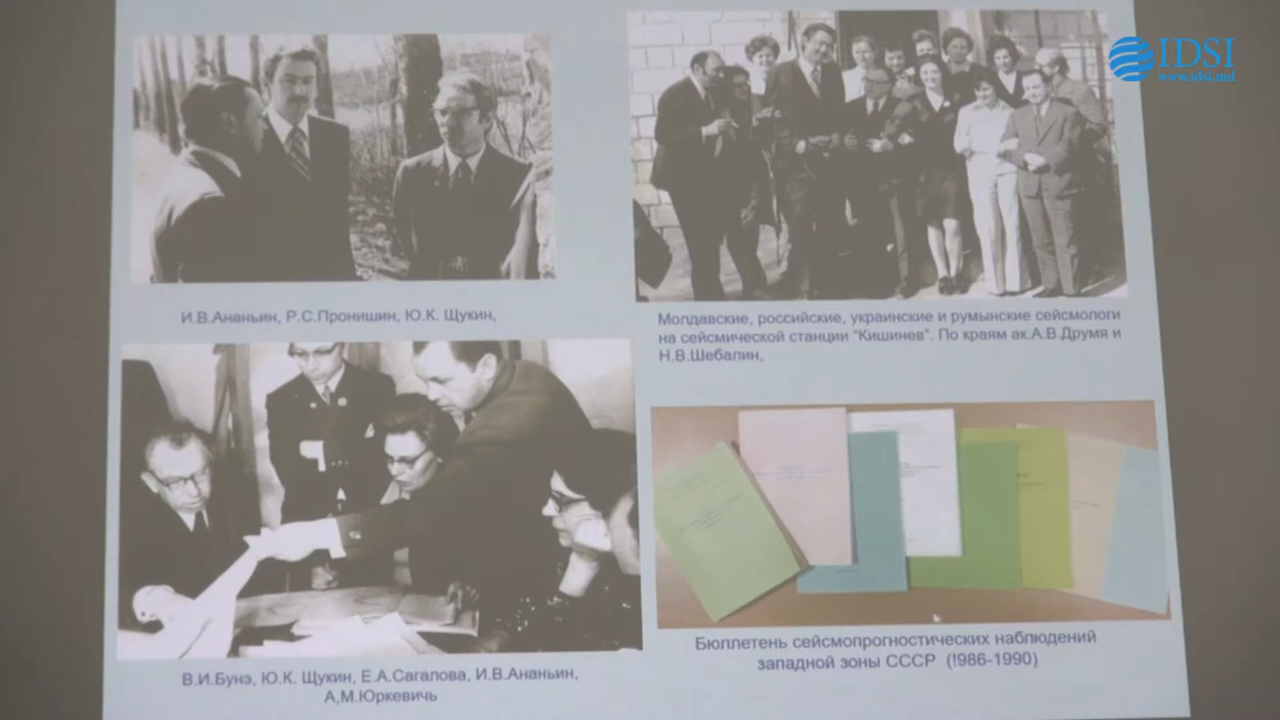 IDSI
www.idsi.md
И.В.Ананьин, Р.С.Пронишин, Ю.К. Щукин,
Молдавские, российские, украинские и румынские сейсмологи
на сейсмической станции "Кишинев". По краям ак.А.В.Друмя и
Н.В.Шебалин,
В.И.Бунэ, Ю.К. Щукин, Е.А.Сагалова, И.В.Ананьин,
А,М.Юркевичь
Бюллетень сейсмопрогностических наблюдений
западной зоны СССР (!986-1990)